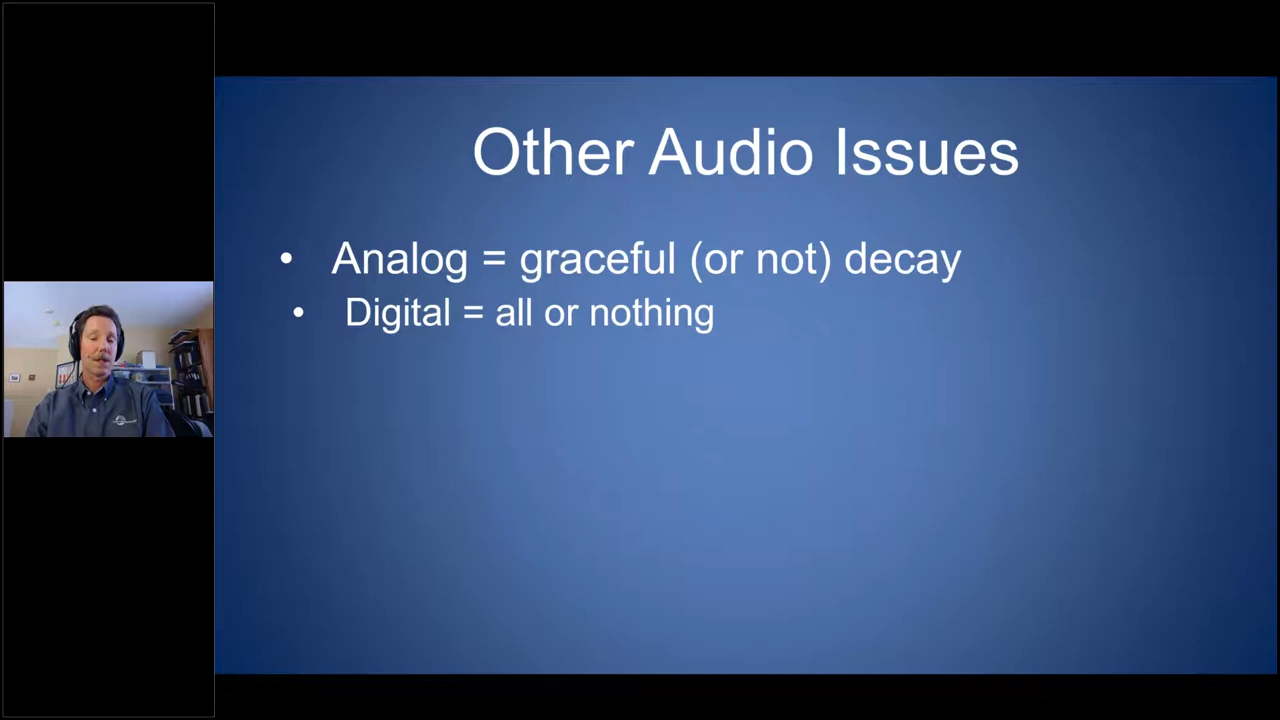 Other Audio Issues
• Analog = graceful (or not) decay
• Digital = all or nothing